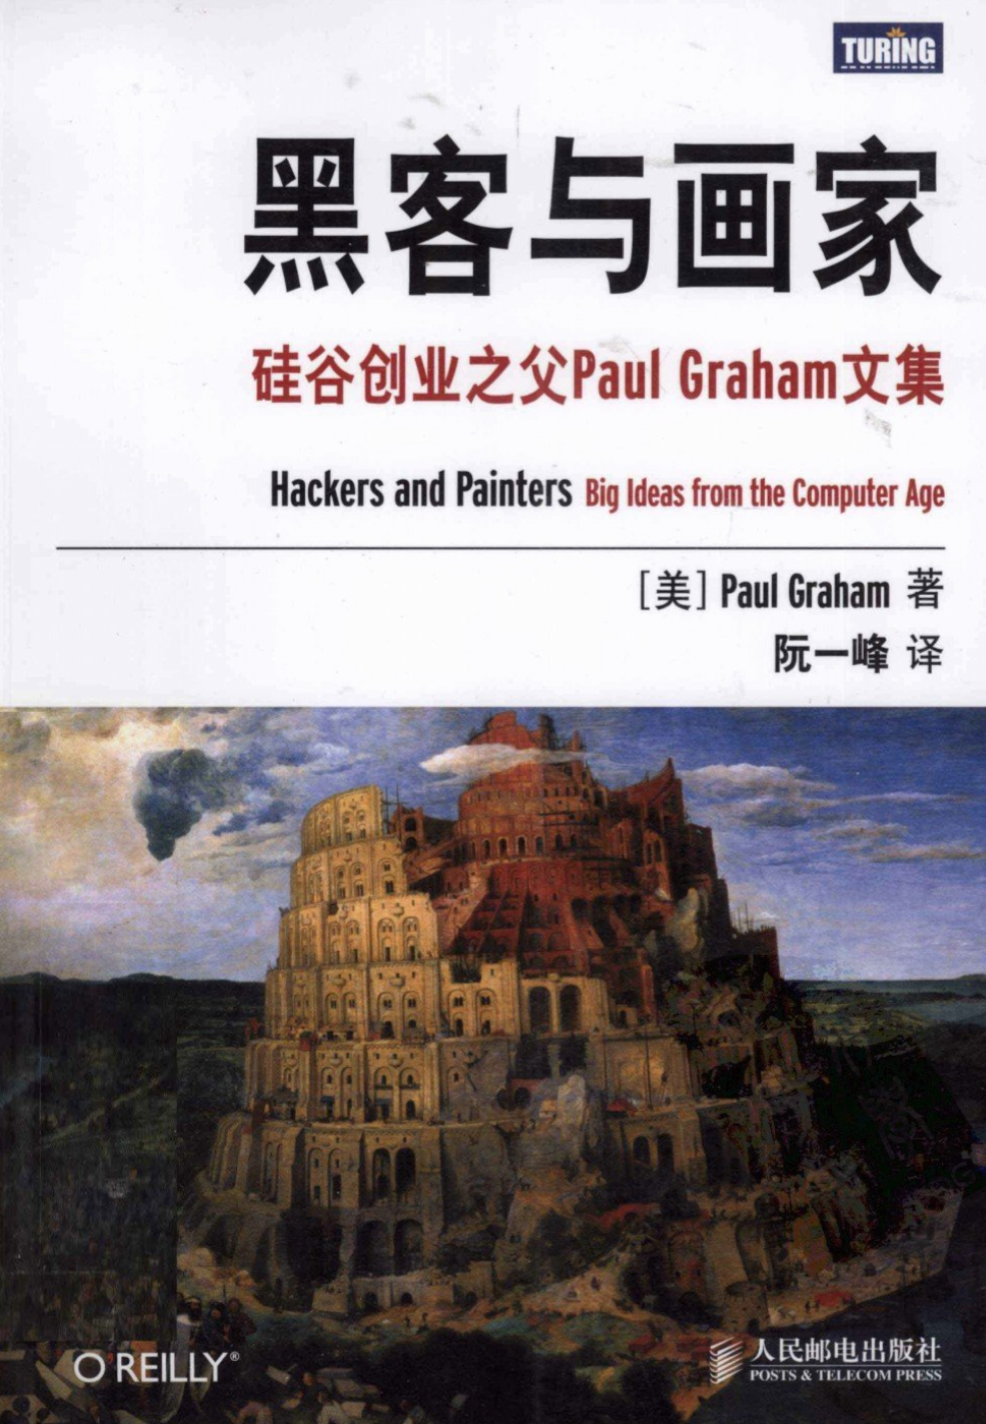 TURING
黑客与画家
硅谷创业之父Paul Graham文集
Hackers and Painters Big Ideas from the Computer Age
[美] Paul Graham 著
阮一峰 译
O'REILLY®
人民邮电出版社
POSTS & TELECOM PRESS